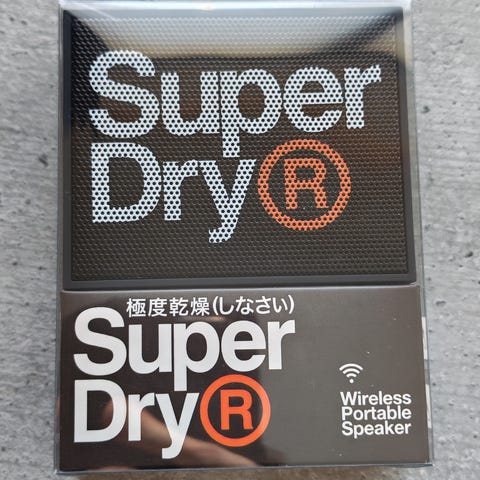 Super
Dry®
極度乾燥(しなさい)
Super
Dry®
Wireless
Portable
Speaker